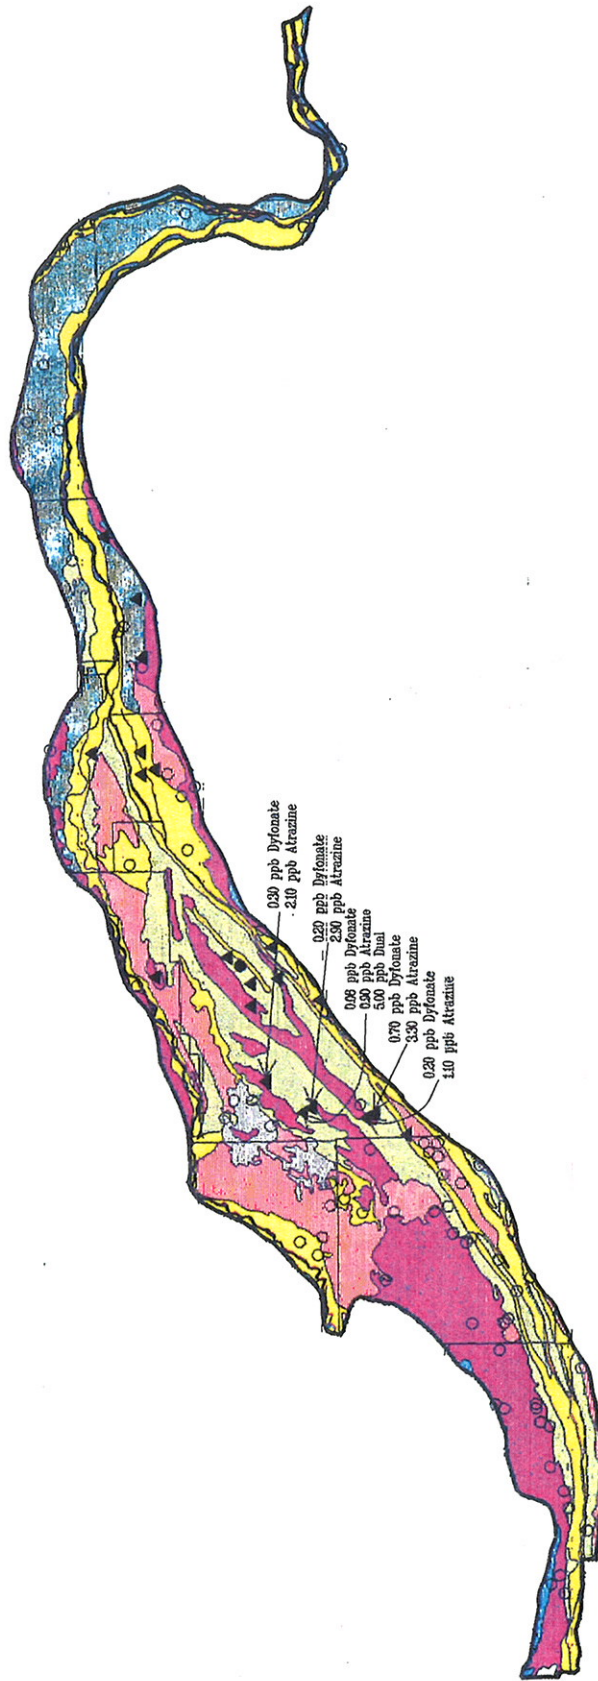 0.30 ppb Dyfonate
2.10 ppb Atrazine
0.20 ppb Dyfonate
2.90 ppb Atrazine
0.08 ppb Dyfonate
0.90 ppb Atrazine
5.00 ppb Dual
0.70 ppb Dyfonate
3.30 ppb Atrazine
0.20 ppb Dyfonate
1.10 ppb Atrazine